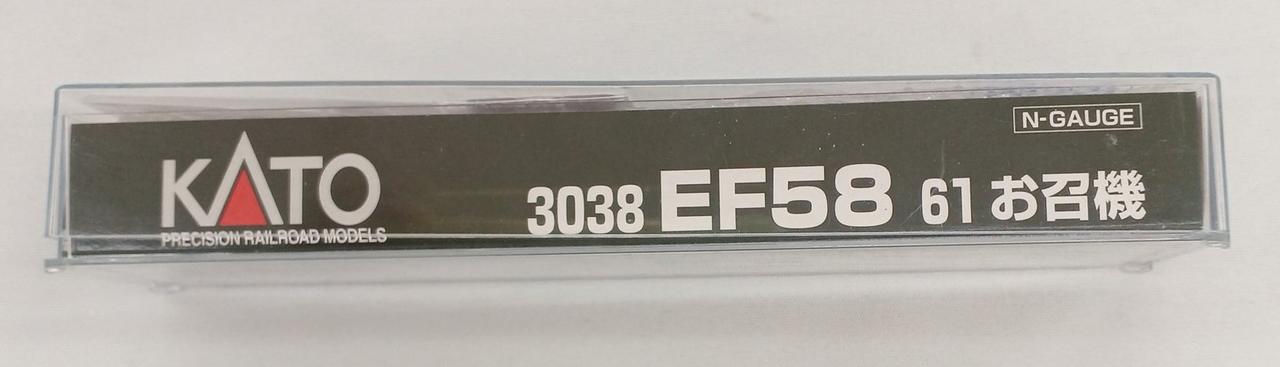 N-GAUGE
KATO
PRECISION RAILROAD MODELS
3038 EF58 61 お召機